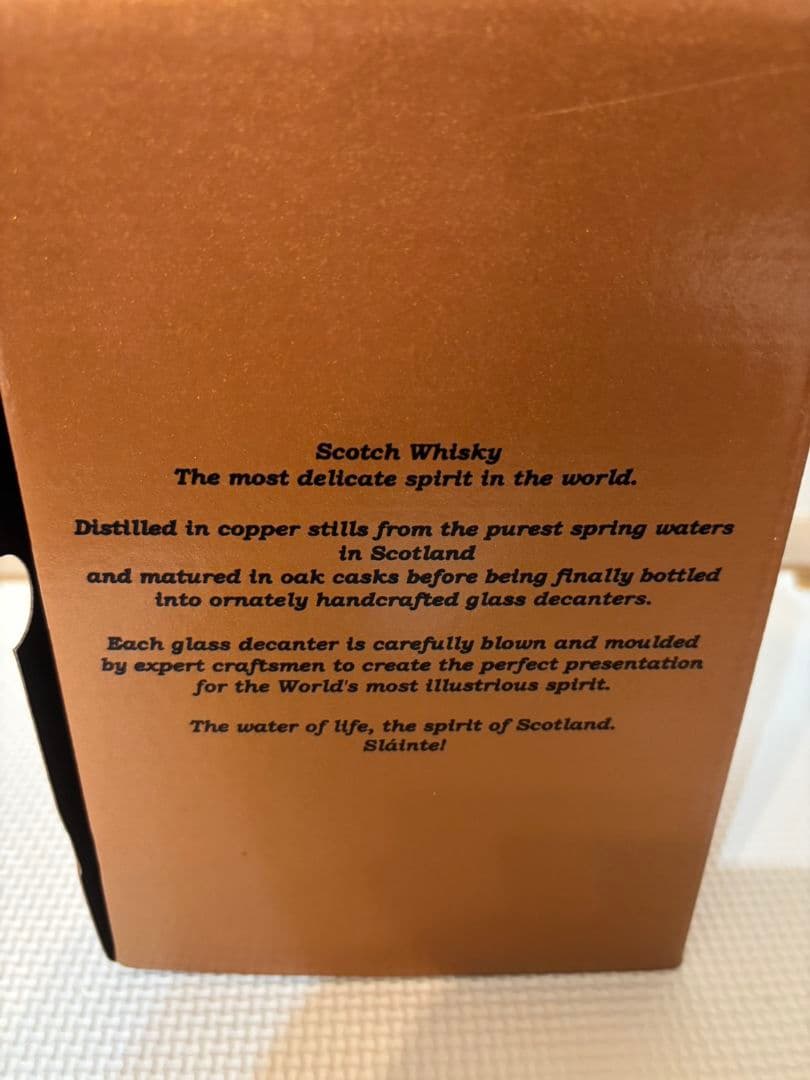 Scotch Whisky
The most delicate spirit in the world.
Distilled in copper stills from the purest spring waters
in Scotland
and matured in oak casks before being finally bottled
into ornately handcrafted glass decanters.
Each glass decanter is carefully blown and moulded
by expert craftsmen to create the perfect presentation
for the World's most illustrious spirit.
The water of life, the spirit of Scotland.
Sláinte!